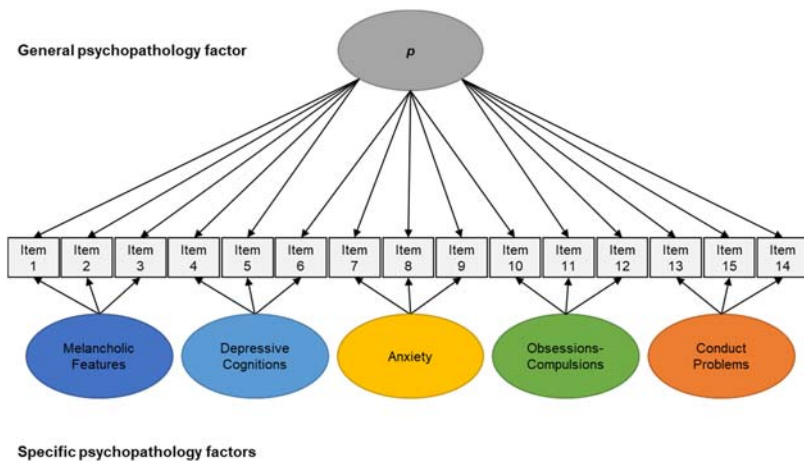 General psychopathology factor
p
Item Item Item Item Item Item Item Item Item Item Item Item Item Item Item
1 2 3 4 5 6 7 8 9 10 11 12 13 15 14
Melancholic Depressive Anxiety Obsessions- Conduct
Features Cognitions Compulsions Problems
Specific psychopathology factors